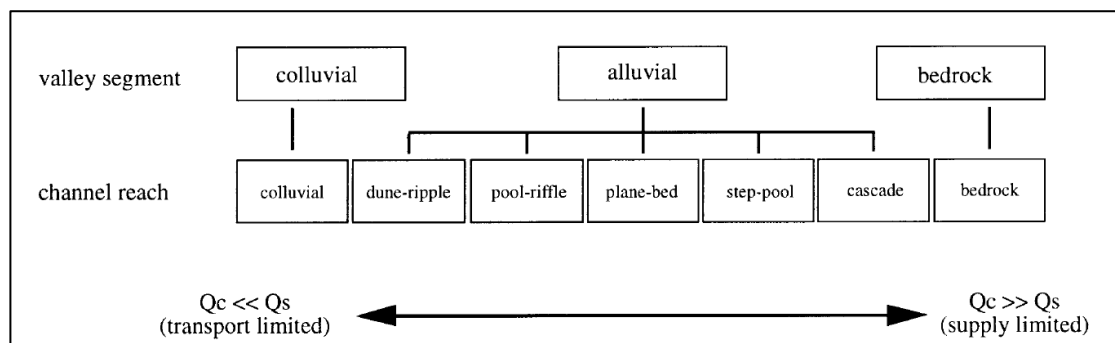 valley segment colluvial alluvial bedrock
channel reach colluvial dune-ripple pool-riffle plane-bed step-pool cascade bedrock
Qc << Qs Qc >> Qs
(transport limited) (supply limited)